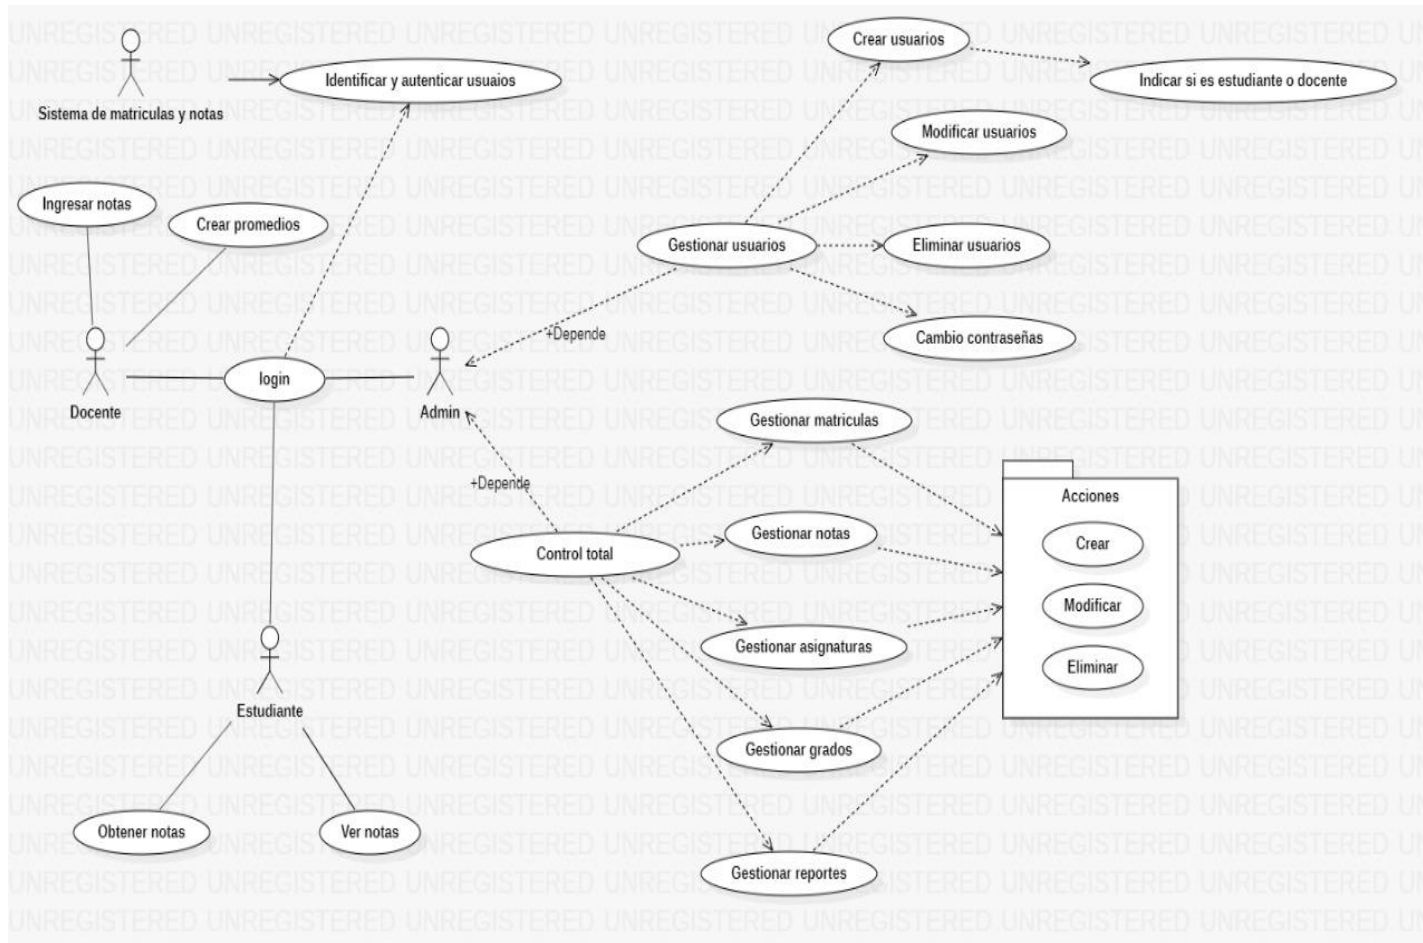 Crear usuarios
Identificar y autenticar usuaios
Indicar si es estudiante o docente
Sistema de matriculas y notas
Modificar usuarios
Ingresar notas
Crear promedios
Gestionar usuarios
Eliminar usuarios
+Depende
Cambio contraseñas
login
Docente
Admin
Gestionar matriculas
+Depende
Acciones
Gestionar notas
Crear
Control total
Modificar
Gestionar asignaturas
Eliminar
Estudiante
Gestionar grados
Obtener notas
Ver notas
Gestionar reportes
UNREGISTERED